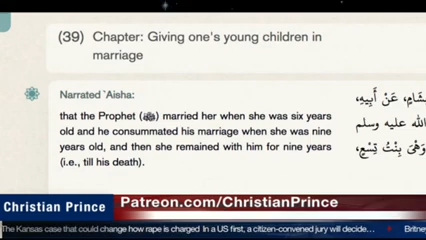 (39) Chapter: Giving one's young children in
marriage
Narrated `Aisha:
that the Prophet (ﷺ) married her when she was six years
old and he consummated his marriage when she was nine
years old, and then she remained with him for nine years
(i.e., till his death).
عَنْ أَبِيهِ،
الله عليه وسلم
وَهْىَ بِنْتُ تِسْعٍ،
Christian Prince
Patreon.com/ChristianPrince
The Kansas case that could change how rape is charged In a US first, a citizen-convened jury will decide... Britney